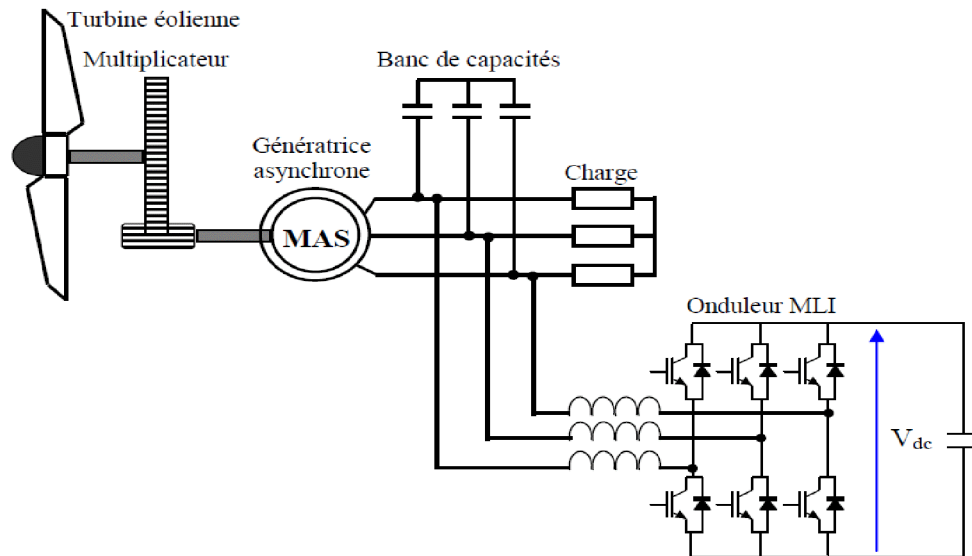 Turbine éolienne
Multiplicateur
Banc de capacités
Génératrice
asynchrone
Charge
MAS
Onduleur MLI
Vdc